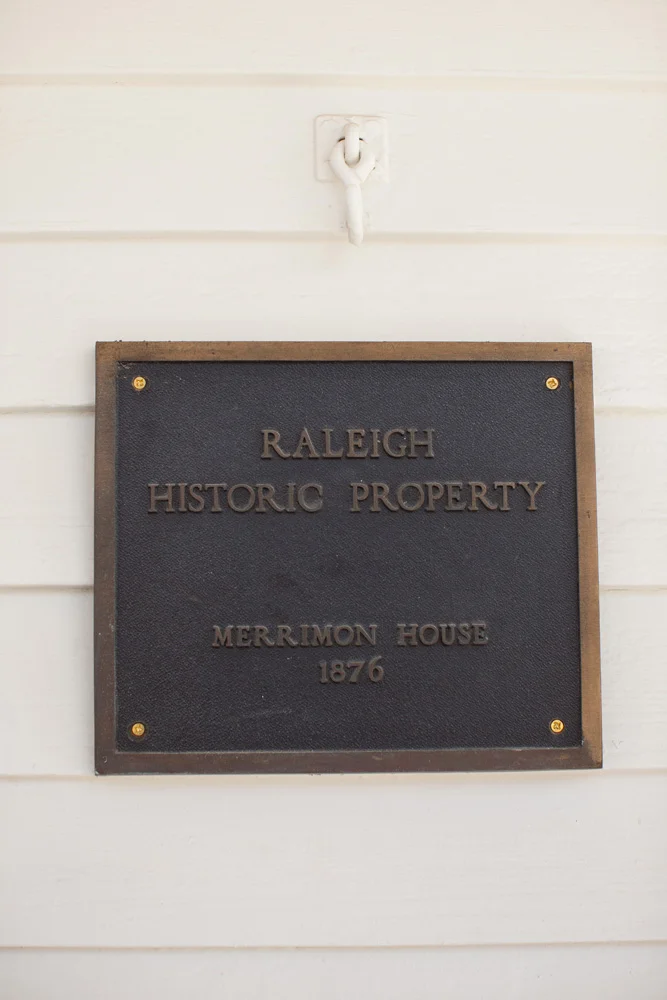 RALEIGH
HISTORIC PROPERTY
MERRIMON HOUSE
1876